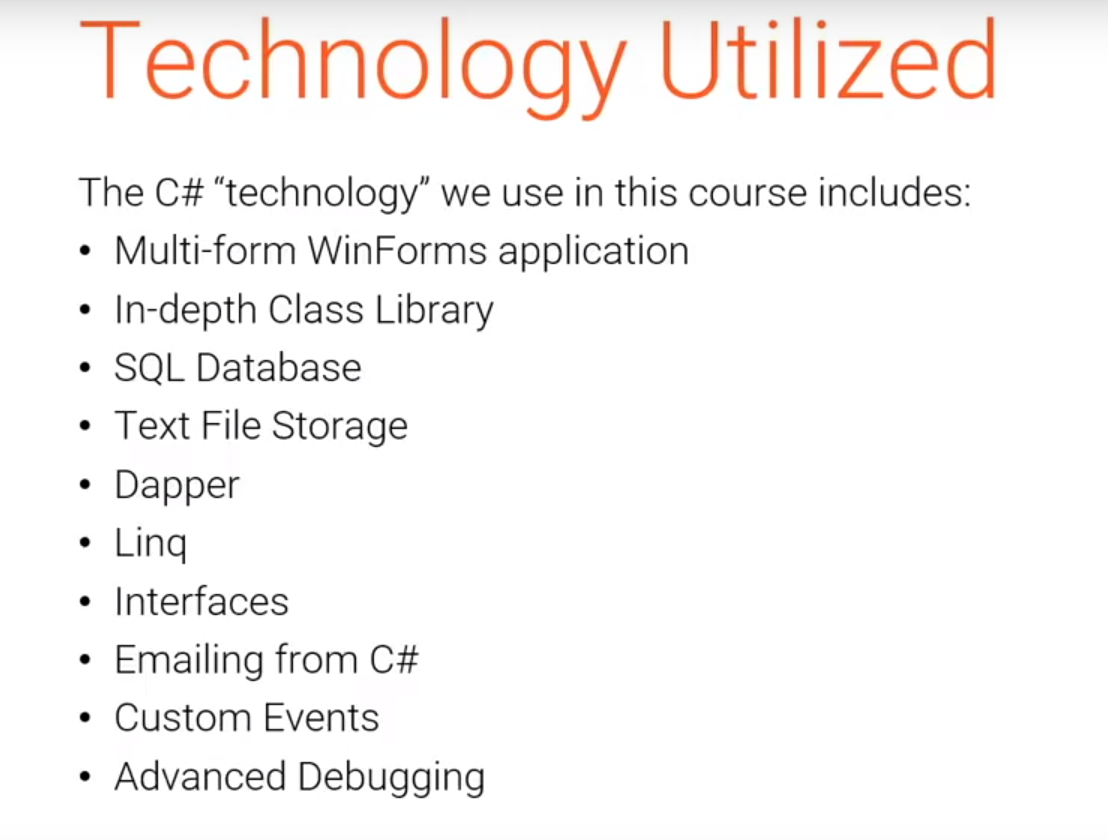 Technology Utilized
The C# “technology” we use in this course includes:
• Multi-form WinForms application
• In-depth Class Library
• SQL Database
• Text File Storage
• Dapper
• Linq
• Interfaces
• Emailing from C#
• Custom Events
• Advanced Debugging